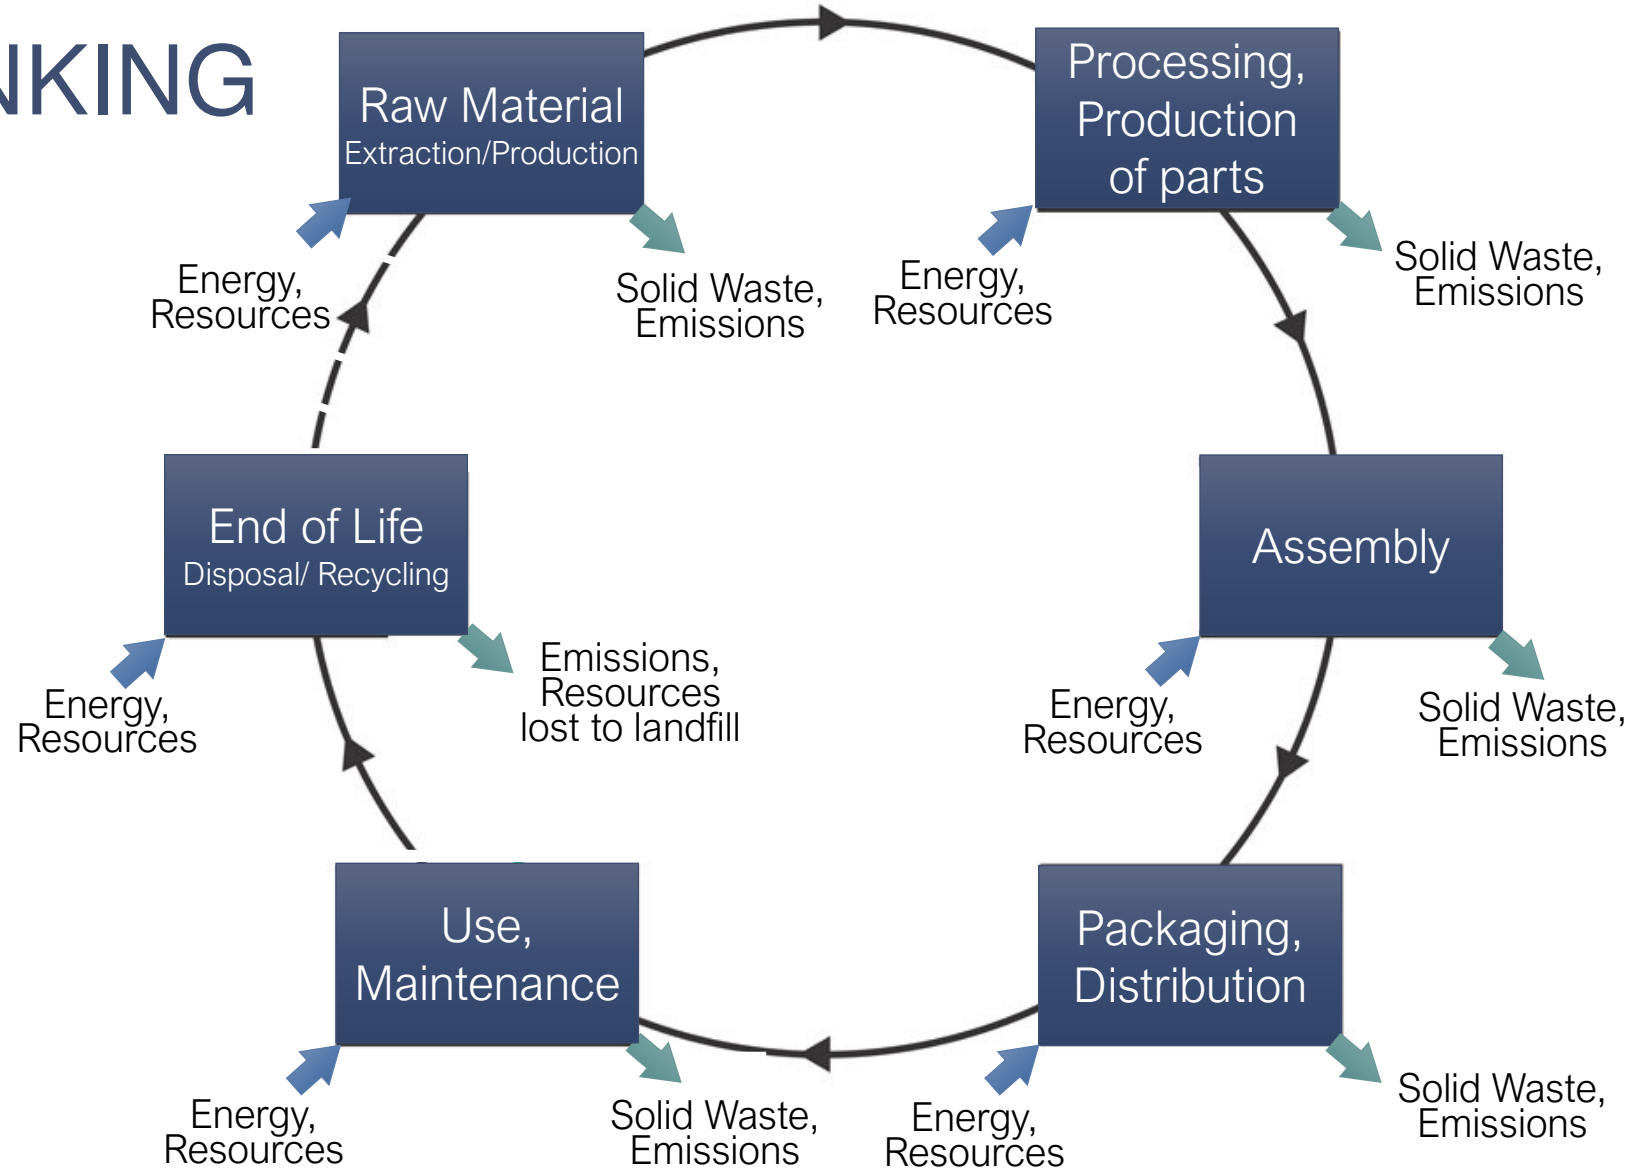 NKING
Raw Material
Extraction/Production
Energy,
Resources
Solid Waste,
Emissions
Processing,
Production
of parts
Energy,
Resources
Solid Waste,
Emissions
Assembly
Energy,
Resources
Solid Waste,
Emissions
Packaging,
Distribution
Energy,
Resources
Solid Waste,
Emissions
Use,
Maintenance
Energy,
Resources
Solid Waste,
Emissions
End of Life
Disposal/ Recycling
Energy,
Resources
Emissions,
Resources
lost to landfill